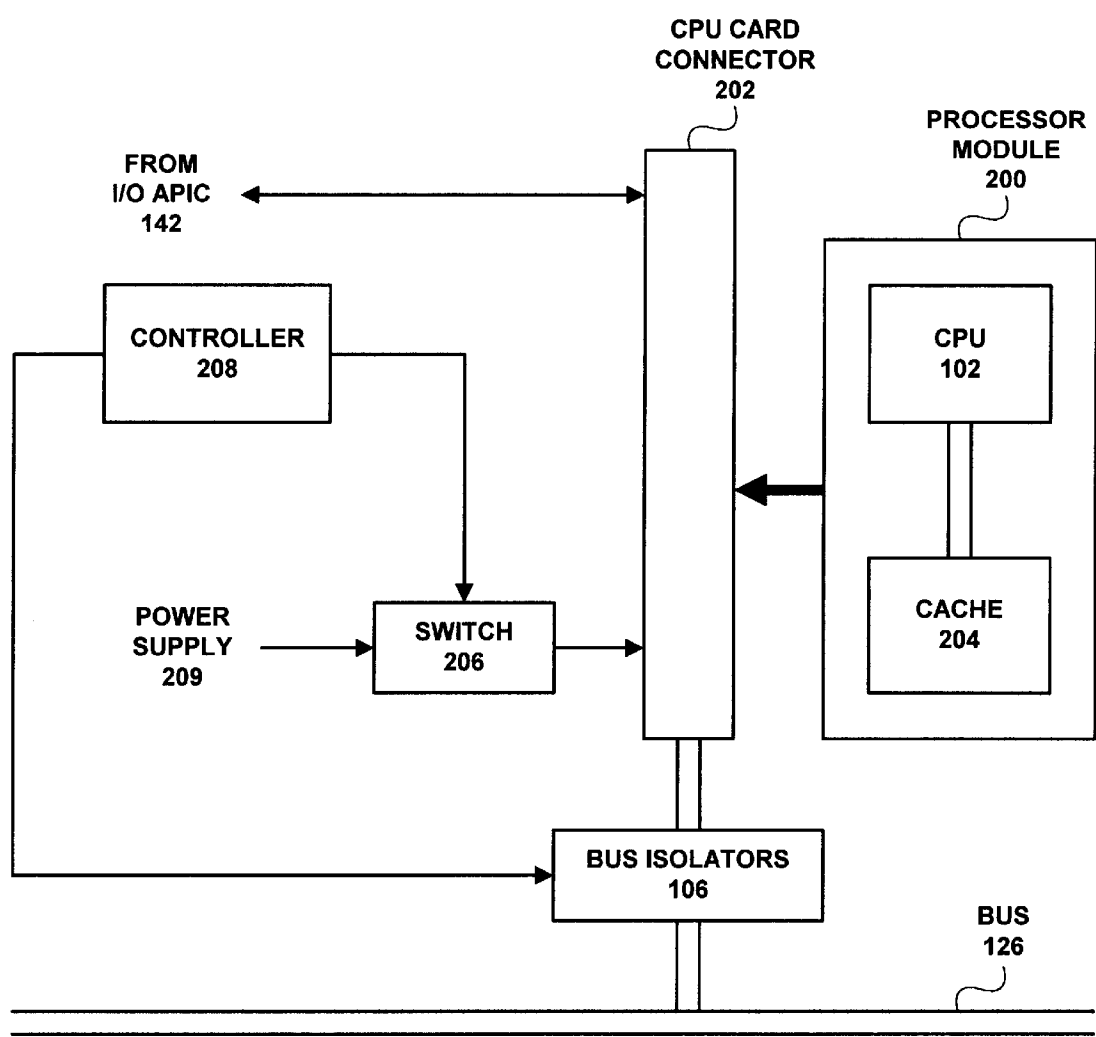 CPU CARD
CONNECTOR
202
PROCESSOR
MODULE
200
FROM
I/O APIC
142
CONTROLLER
208
CPU
102
POWER
SUPPLY
209
SWITCH
206
CACHE
204
BUS ISOLATORS
106
BUS
126